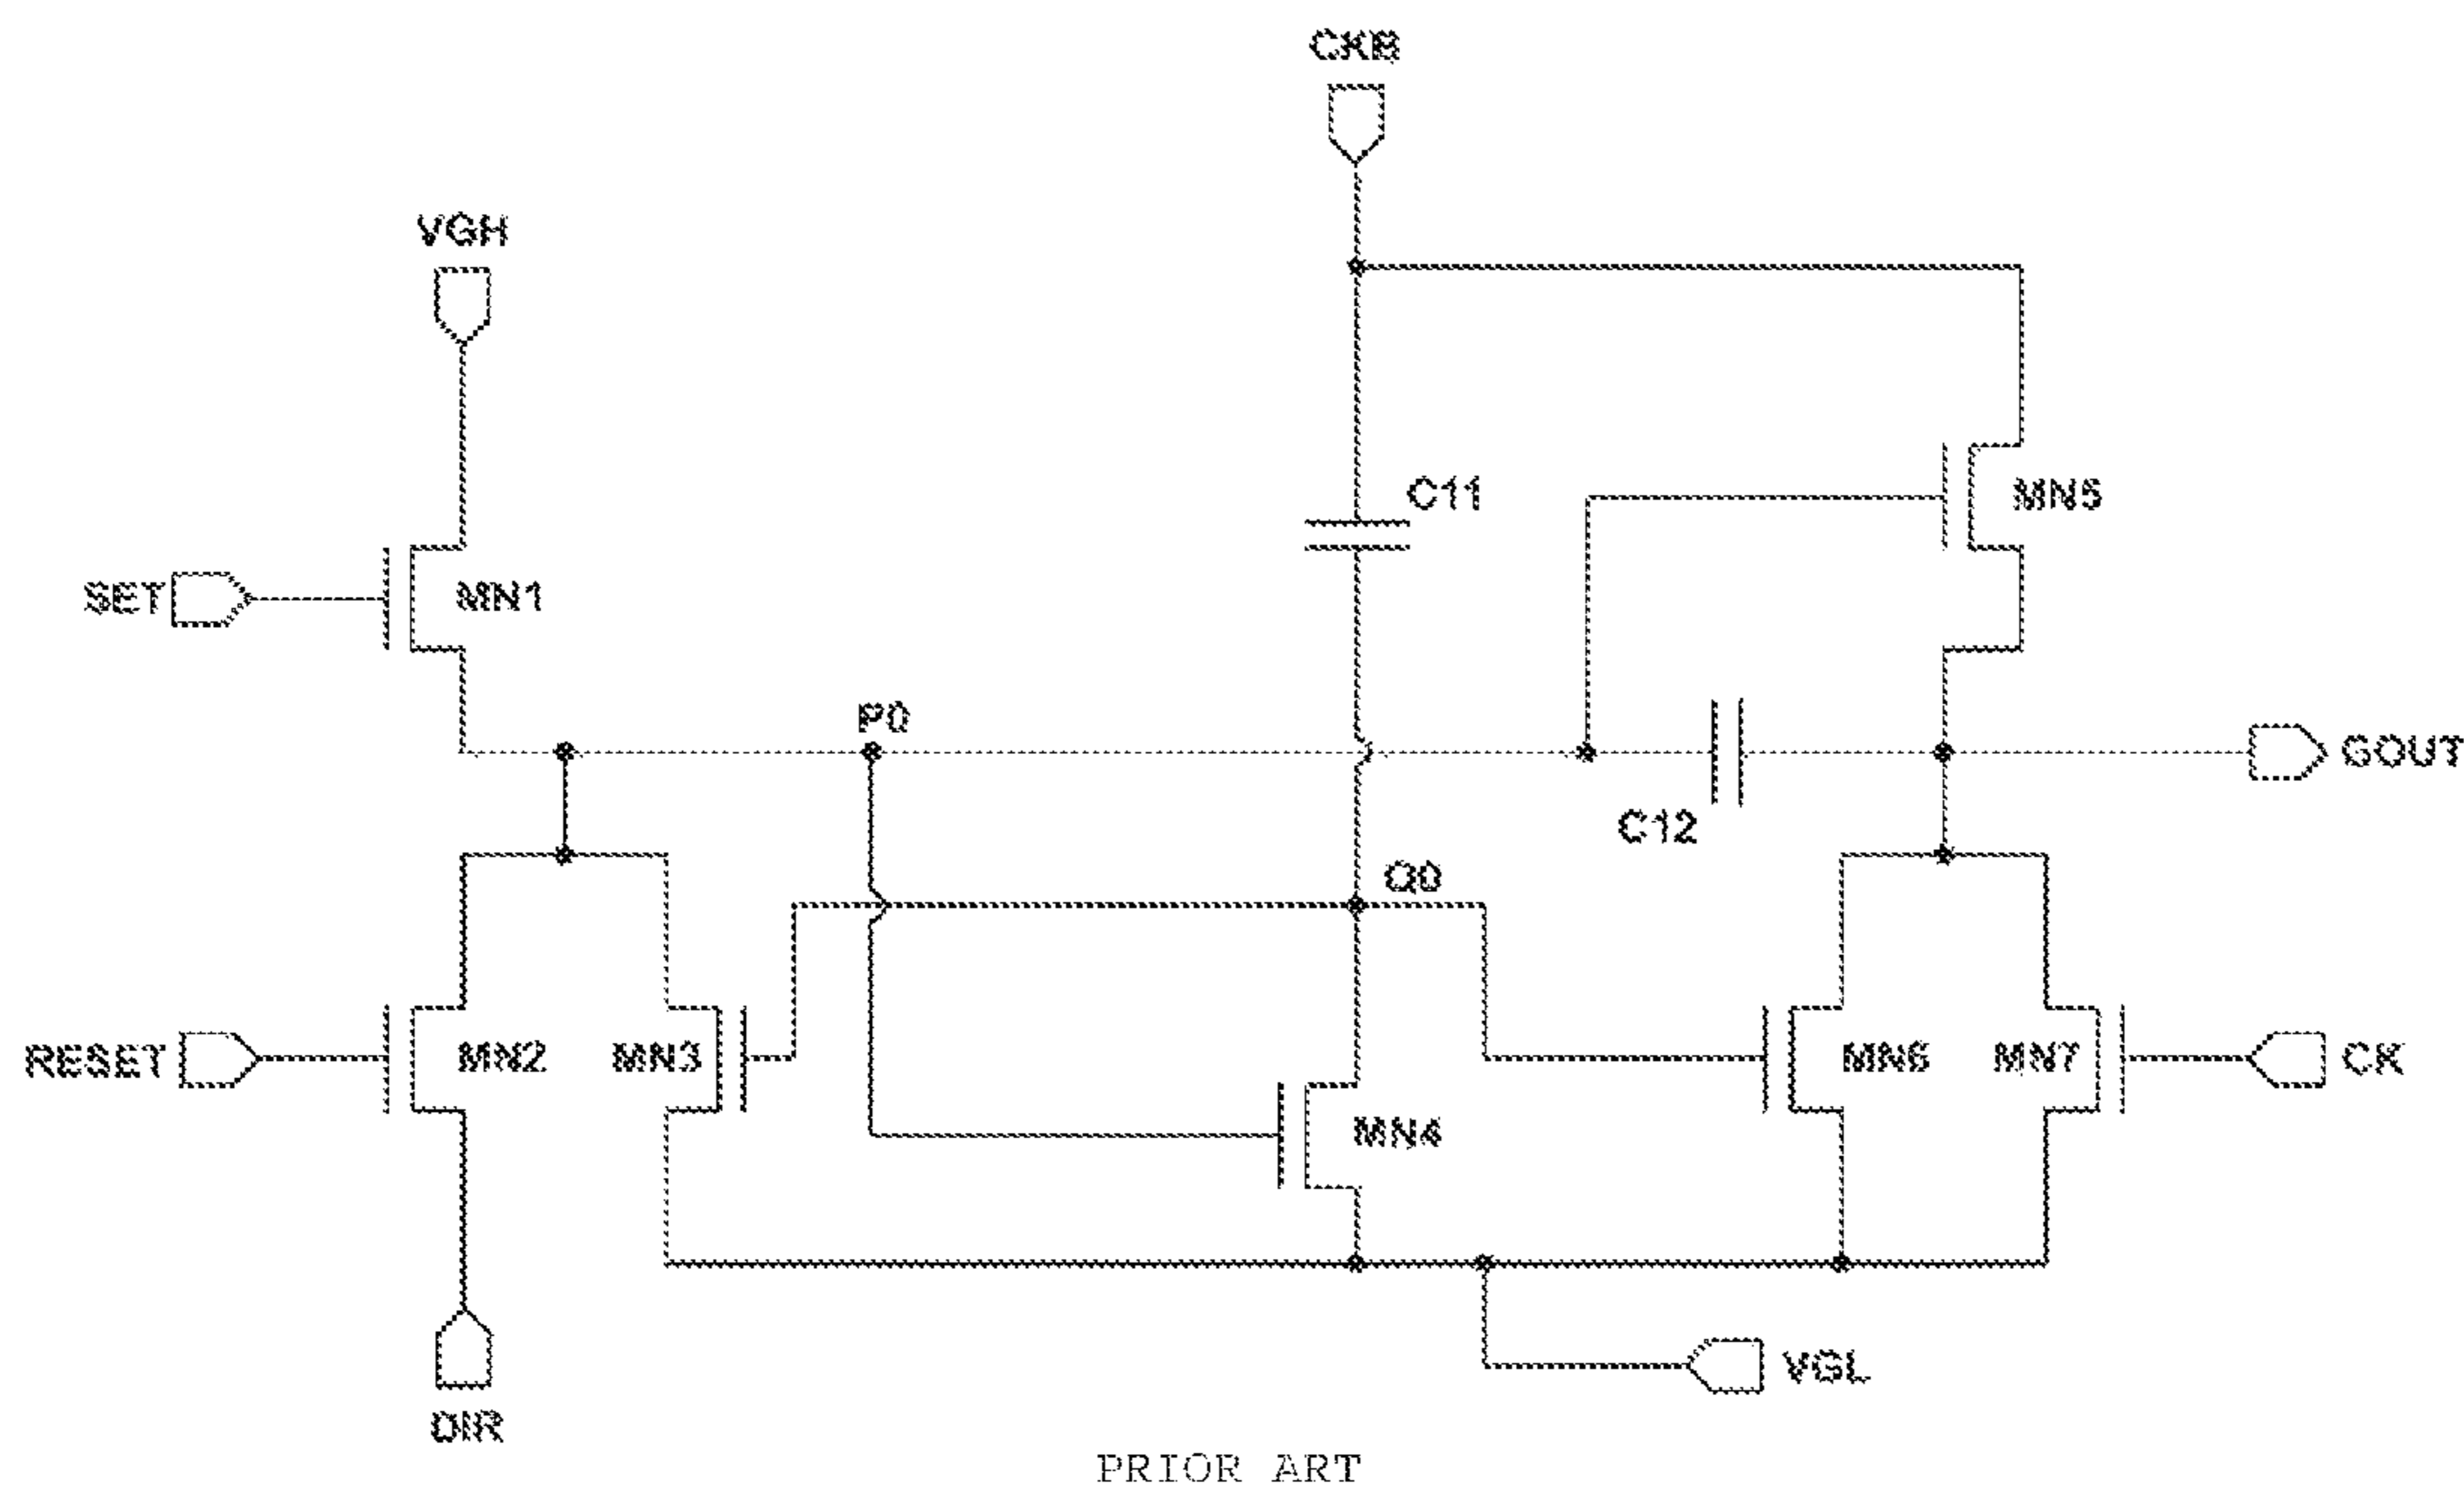 CKB
VGH
C11
MN5
SET
MN1
P0
GOUT
C12
Q0
RESET
MN2
MN3
MN6
MN7
CK
MN4
VGL
DIR
PRIOR ART